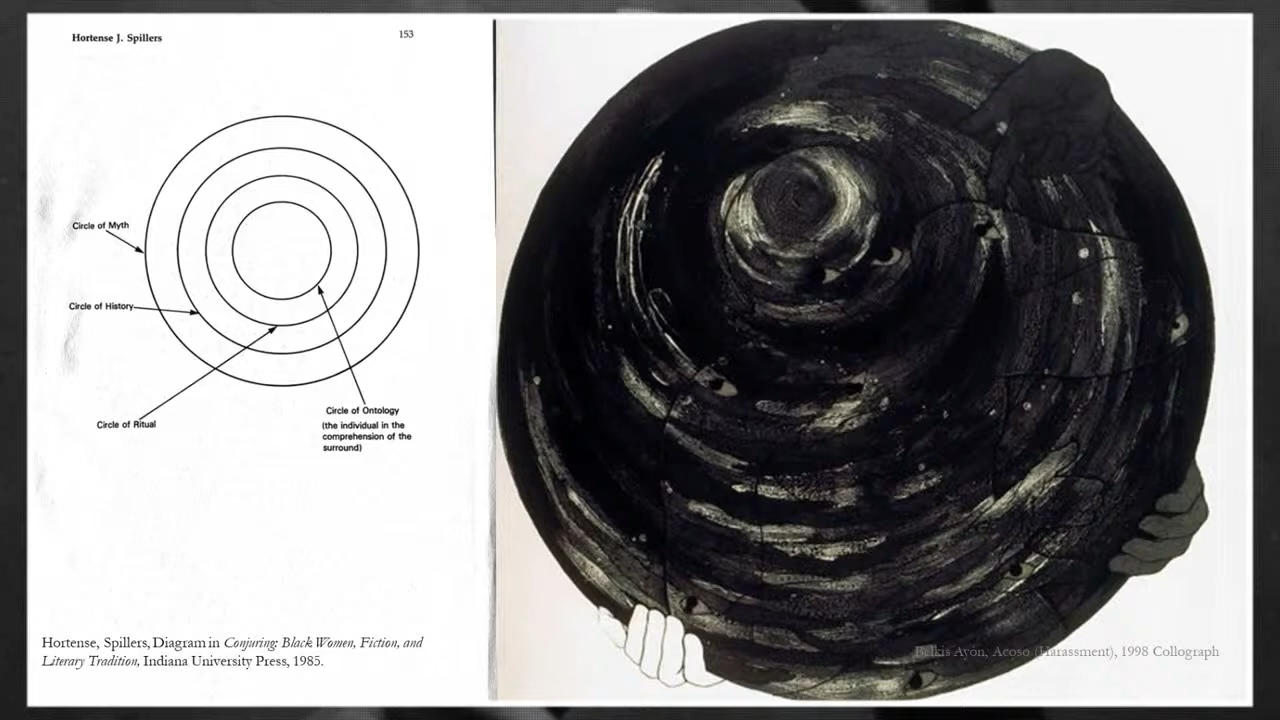 Hortense J. Spillers
153
Circle of Myth
Circle of History
Circle of Ritual
Circle of Ontology
(the individual in the
comprehension of the
surround)
Hortense, Spillers, Diagram in Conjuring: Black Women, Fiction, and
Literary Tradition, Indiana University Press, 1985.
Belkis Ayón, Acoso (Harassment), 1998 Collograph